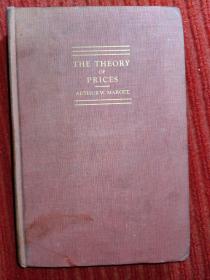 THE THEORY
OF
PRICES
ARTHUR W. MARGET